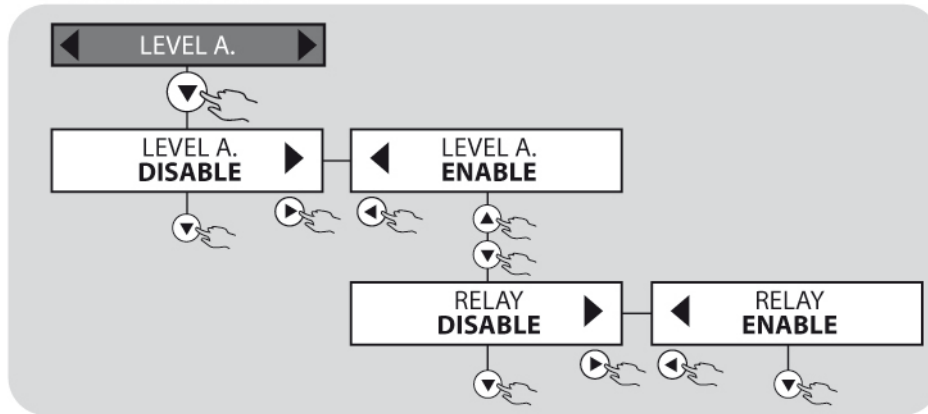 LEVEL A.
LEVEL A.
DISABLE
LEVEL A.
ENABLE
RELAY
DISABLE
RELAY
ENABLE